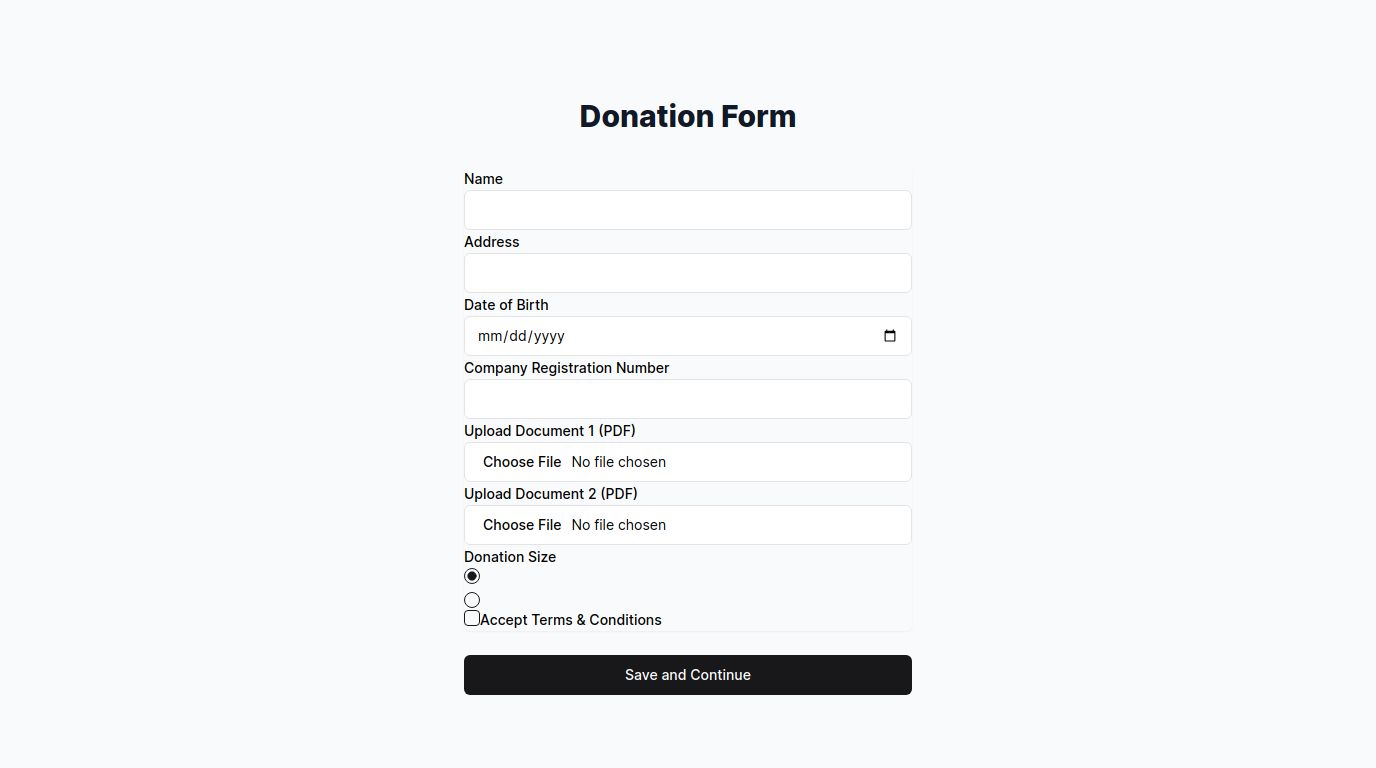 Donation Form
Name
Address
Date of Birth
mm/dd/yyyy
Company Registration Number
Upload Document 1 (PDF)
Choose File No file chosen
Upload Document 2 (PDF)
Choose File No file chosen
Donation Size
Accept Terms & Conditions
Save and Continue